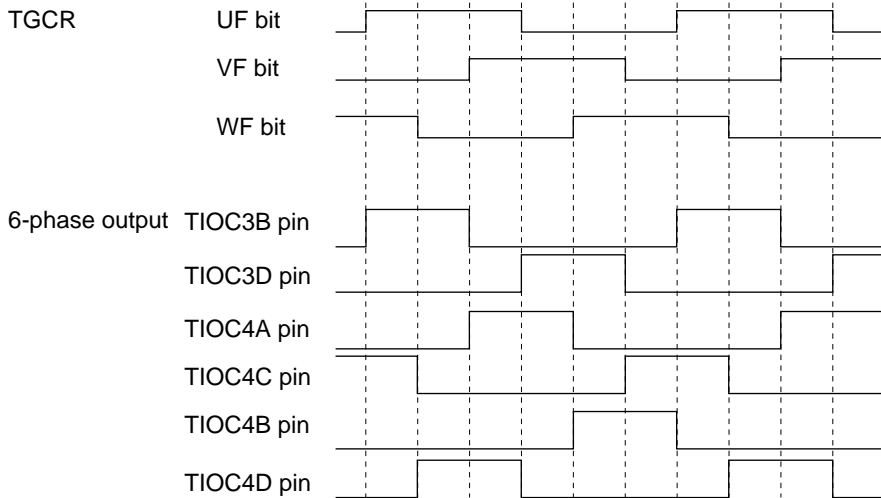 TGCR UF bit
VF bit
WF bit
6-phase output TIOC3B pin
TIOC3D pin
TIOC4A pin
TIOC4C pin
TIOC4B pin
TIOC4D pin